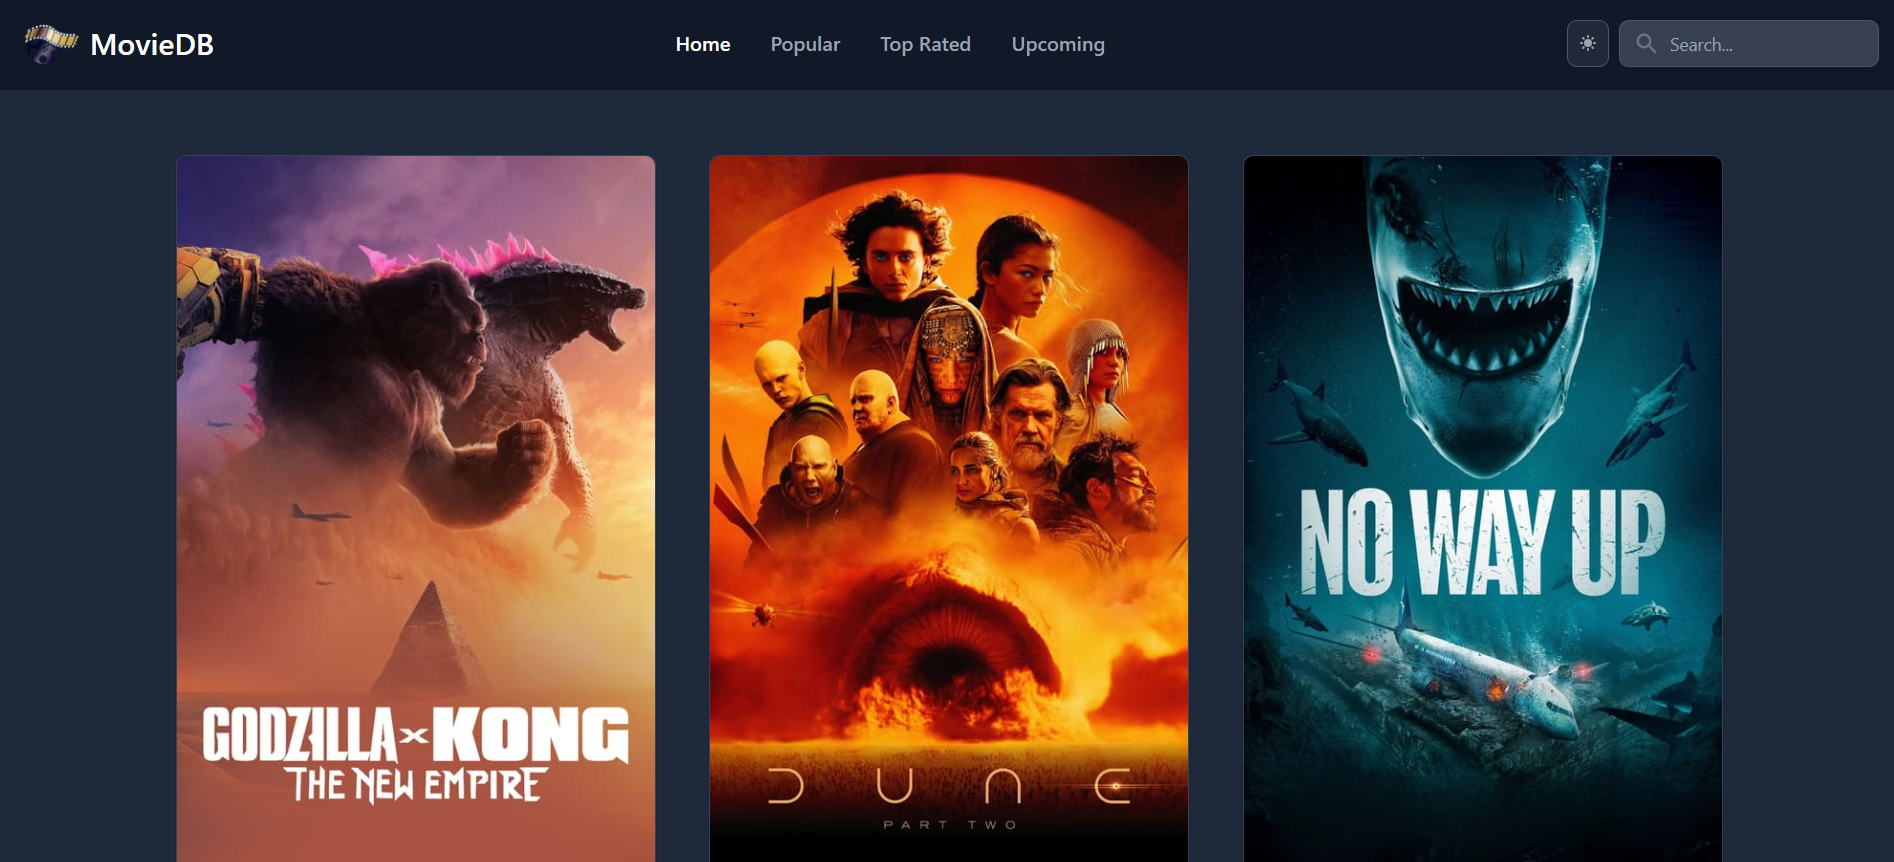 MovieDB
Home
Popular
Top Rated
Upcoming
Search...
GODZILLA x KONG
THE NEW EMPIRE
DUNE
PART TWO
NO WAY UP